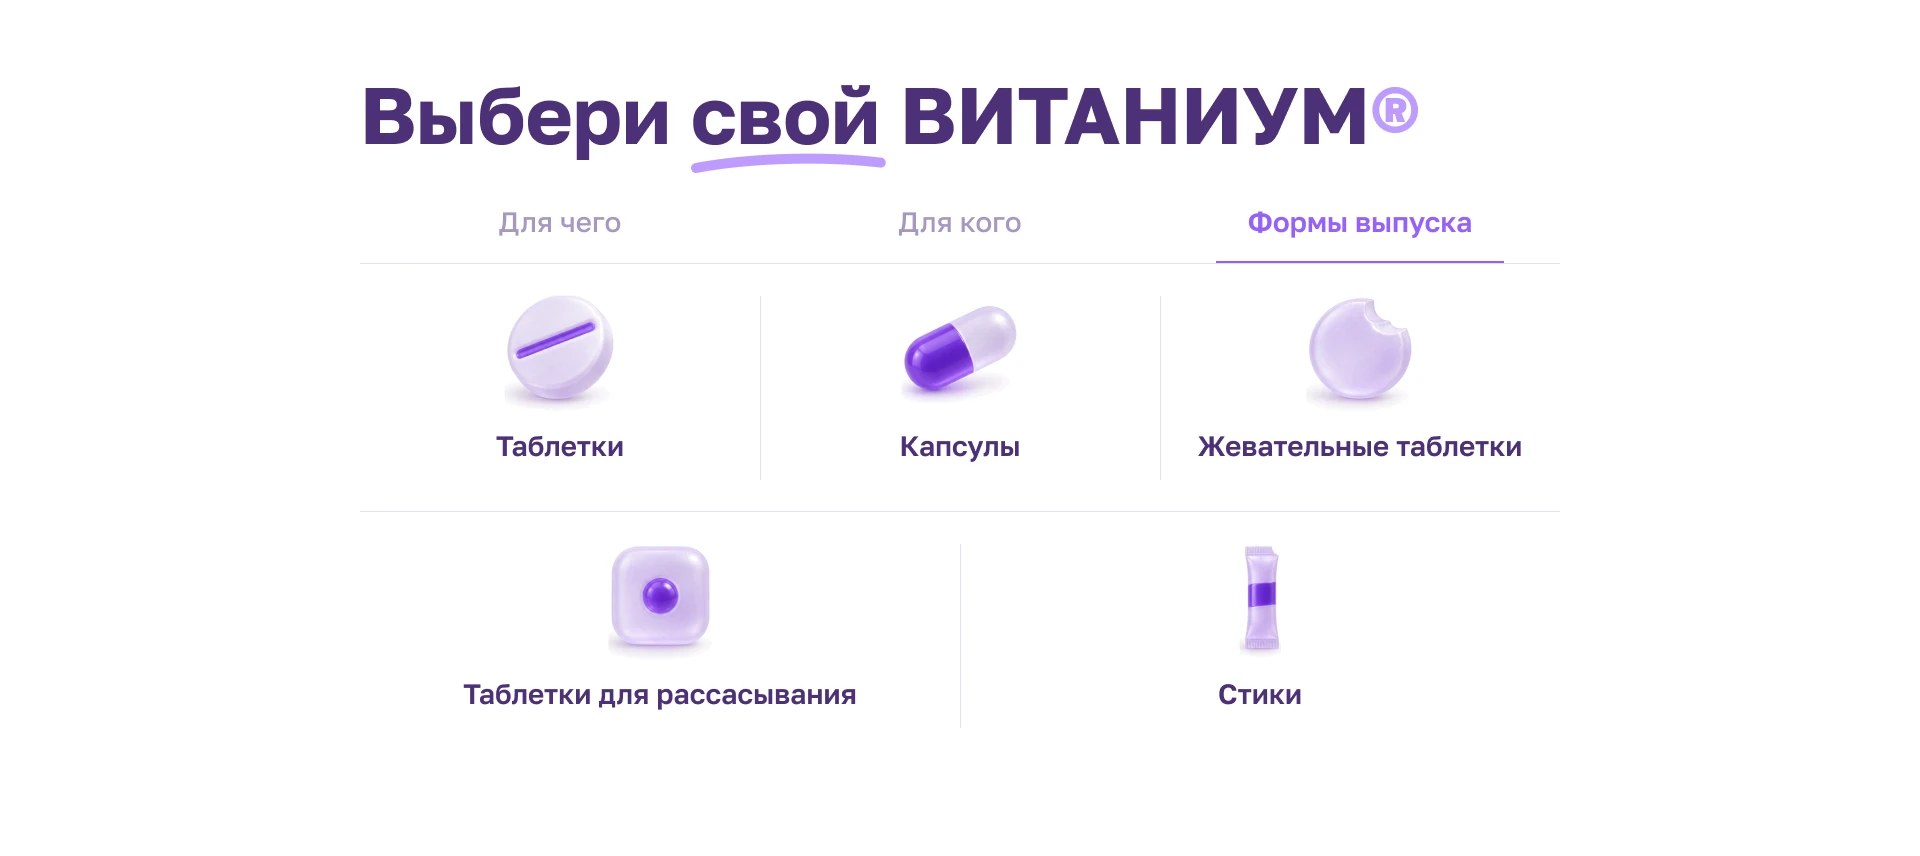 Выбери свой ВИТАНИУМ®
Для чего
Для кого
Формы выпуска
Таблетки
Капсулы
Жевательные таблетки
Таблетки для рассасывания
Стики